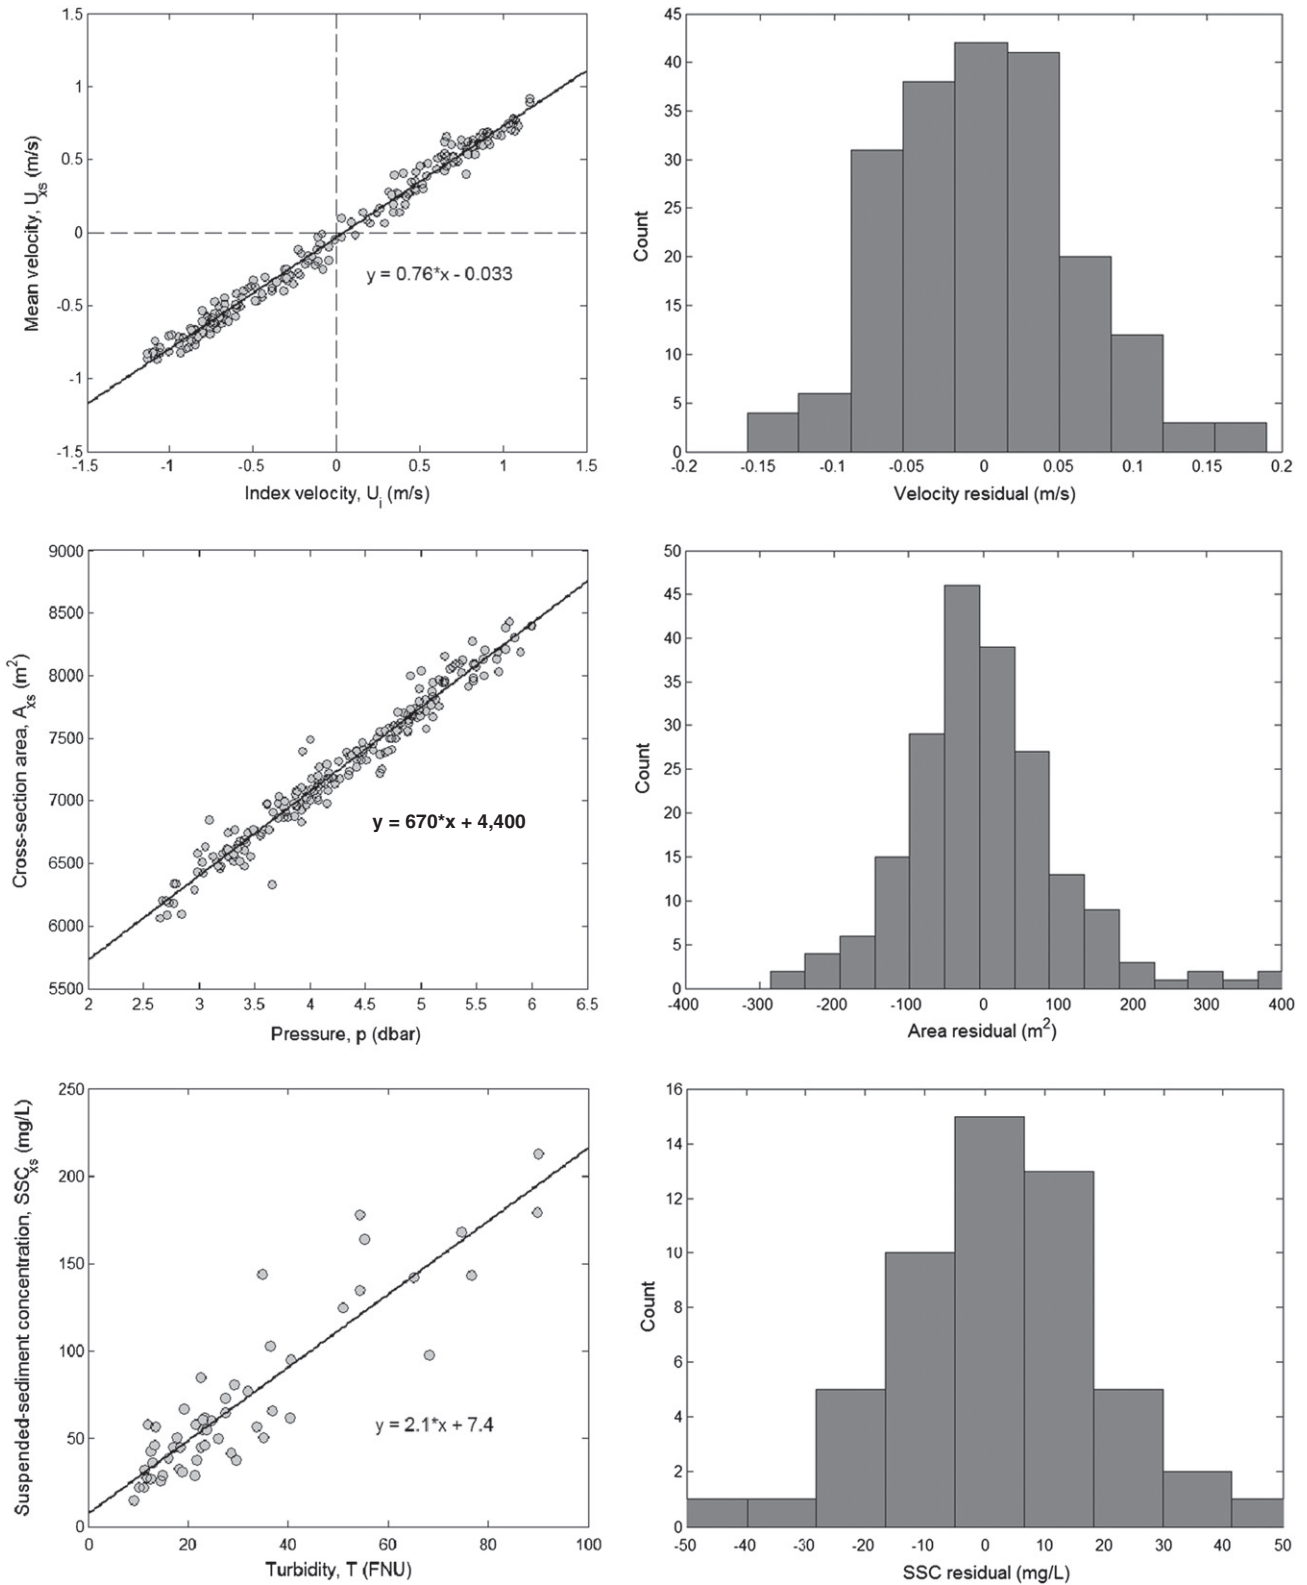 1.5
1
0.5
0
-0.5
-1
-1.5
Mean velocity, Uxs (m/s)
y = 0.76*x - 0.033
-1.5 -1 -0.5 0 0.5 1 1.5
Index velocity, Ui (m/s)
45
40
35
30
25
20
15
10
5
0
Count
-0.2 -0.15 -0.1 -0.05 0 0.05 0.1 0.15 0.2
Velocity residual (m/s)
9000
8500
8000
7500
7000
6500
6000
5500
Cross-section area, Axs (m2)
y = 670*x + 4,400
2 2.5 3 3.5 4 4.5 5 5.5 6 6.5
Pressure, p (dbar)
50
45
40
35
30
25
20
15
10
5
0
Count
-400 -300 -200 -100 0 100 200 300 400
Area residual (m2)
250
200
150
100
50
0
Suspended-sediment concentration, SSCxs (mg/L)
y = 2.1*x + 7.4
0 20 40 60 80 100
Turbidity, T (FNU)
16
14
12
10
8
6
4
2
0
Count
-50 -40 -30 -20 -10 0 10 20 30 40 50
SSC residual (mg/L)